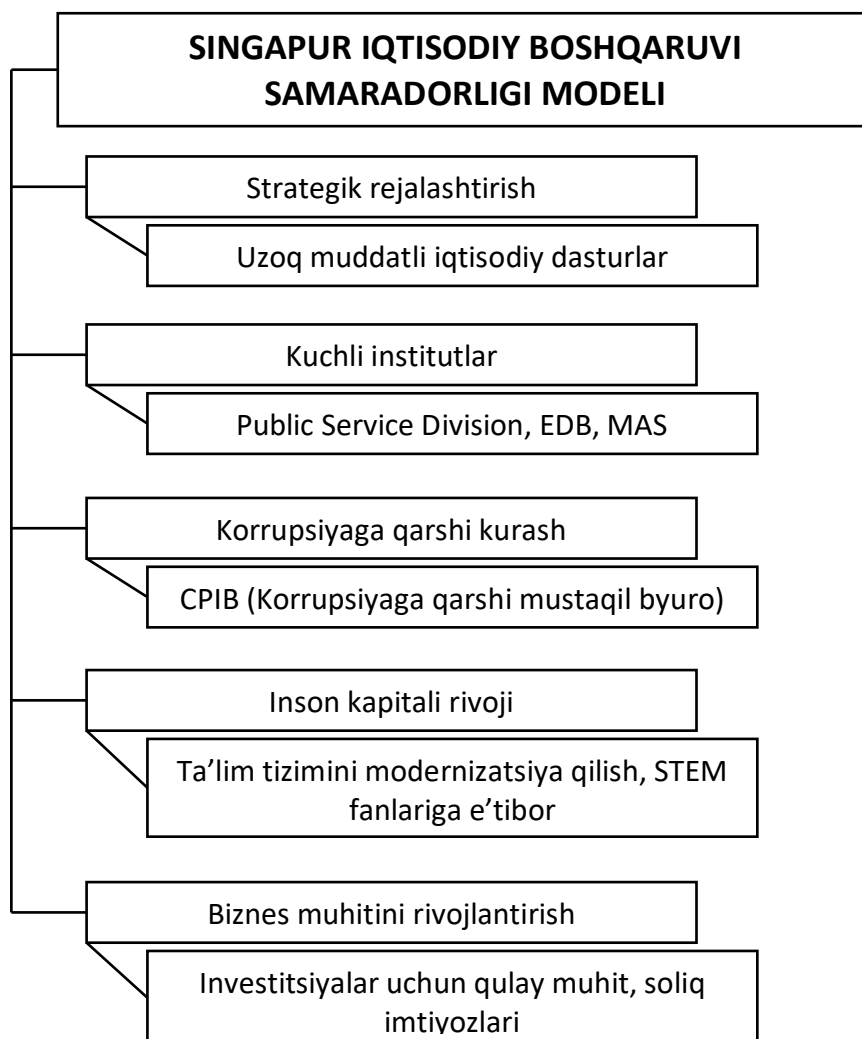 SINGAPUR IQTISODIY BOSHQARUVI
SAMARADORLIGI MODELI
Strategik rejalashtirish
Uzoq muddatli iqtisodiy dasturlar
Kuchli institutlar
Public Service Division, EDB, MAS
Korrupsiyaga qarshi kurash
CPIB (Korrupsiyaga qarshi mustaqil byuro)
Inson kapitali rivoji
Ta’lim tizimini modernizatsiya qilish, STEM
fanlariga e’tibor
Biznes muhitini rivojlantirish
Investitsiyalar uchun qulay muhit, soliq
imtiyozlari